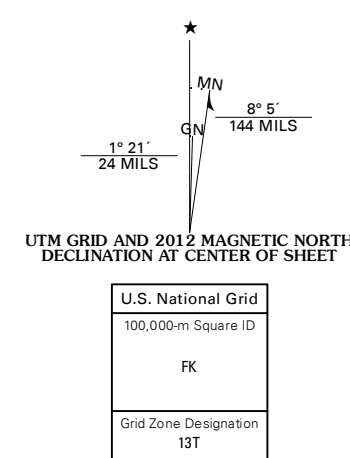 ★
MN
8° 5´
144 MILS
GN
1° 21´
24 MILS
UTM GRID AND 2012 MAGNETIC NORTH
DECLINATION AT CENTER OF SHEET
U.S. National Grid
100,000-m Square ID
FK
Grid Zone Designation
13T